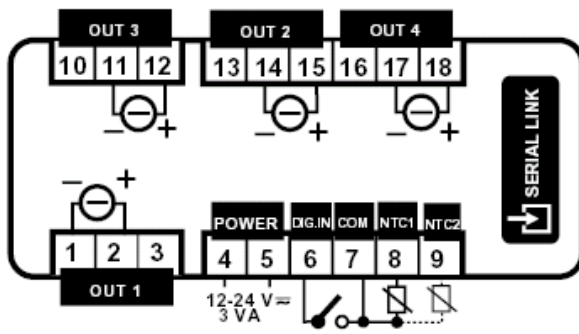 OUT 3 OUT 2 OUT 4
10 11 12 13 14 15 16 17 18
− + − + − +
SERIAL LINK
− +
POWER DIG.IN COM NTC1 NTC2
1 2 3 4 5 6 7 8 9
OUT 1
12-24 V⎓
3 VA